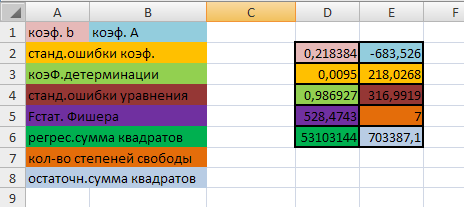 A B C D E F
1 коэф. b коэф. А
2 станд.ошибки коэф. 0,218384 -683,526
3 коэФ.детерминации 0,0095 218,0268
4 станд.ошибки уравнения 0,986927 316,9919
5 Fстат. Фишера 528,4743 7
6 регрес.сумма квадратов 53103144 703387,1
7 кол-во степеней свободы
8 остаточн.сумма квадратов
9